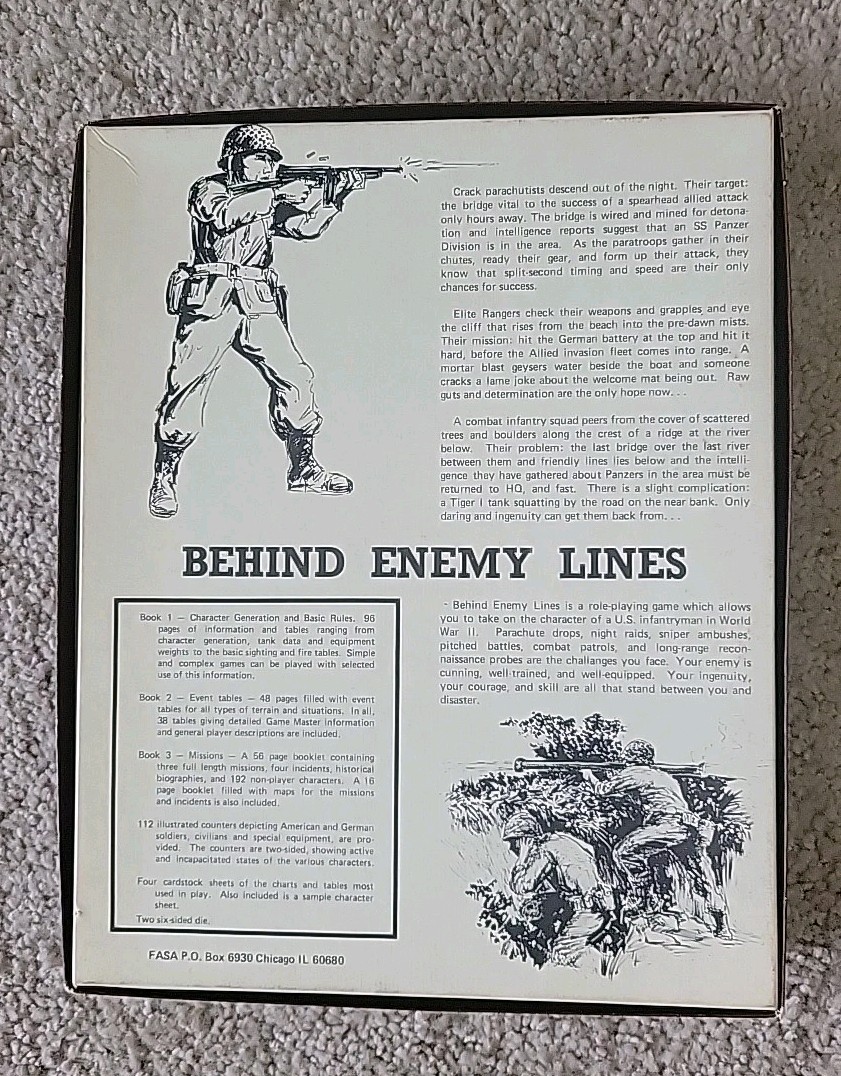 Crack parachutists descend out of the night. Their target:
the bridge vital to the success of a spearhead allied attack
only hours away. The bridge is wired and mined for detona-
tion and intelligence reports suggest that an SS Panzer
Division is in the area. As the paratroops gather in their
chutes, ready their gear, and form up their attack, they
know that split-second timing and speed are their only
chances for success.
Elite Rangers check their weapons and grapples and eye
the cliff that rises from the beach into the pre-dawn mists.
Their mission: hit the German battery at the top and hit it
hard, before the Allied invasion fleet comes into range. A
mortar blast geysers water beside the boat and someone
cracks a lame joke about the welcome mat being out. Raw
guts and determination are the only hope now...
A combat infantry squad peers from the cover of scattered
trees and boulders along the crest of a ridge at the river
below. Their problem: the last bridge over the last river
between them and friendly lines lies below and the intelli-
gence they have gathered about Panzers in the area must be
returned to HQ, and fast. There is a slight complication:
a Tiger I tank squatting by the road on the near bank. Only
daring and ingenuity can get them back from...
BEHIND ENEMY LINES
Book 1 — Character Generation and Basic Rules. 96
pages of information and tables ranging from
character generation, tank data and equipment
weights to the basic sighting and fire tables. Simple
and complex games can be played with selected
use of this information.
Book 2 — Event tables — 48 pages filled with event
tables for all types of terrain and situations. In all,
38 tables giving detailed Game Master information
and general player descriptions are included.
Book 3 — Missions — A 56 page booklet containing
three full length missions, four incidents, historical
biographies, and 192 non-player characters. A 16
page booklet filled with maps for the missions
and incidents is also included.
112 illustrated counters depicting American and German
soldiers, civilians and special equipment, are pro-
vided. The counters are two-sided, showing active
and incapacitated states of the various characters.
Four cardstock sheets of the charts and tables most
used in play. Also included is a sample character
sheet.
Two six-sided die.
FASA P.O. Box 6930 Chicago IL 60680
Behind Enemy Lines is a role-playing game which allows
you to take on the character of a U.S. infantryman in World
War II. Parachute drops, night raids, sniper ambushes,
pitched battles, combat patrols, and long-range recon-
naissance probes are the challanges you face. Your enemy is
cunning, well-trained, and well-equipped. Your ingenuity,
your courage, and skill are all that stand between you and
disaster.